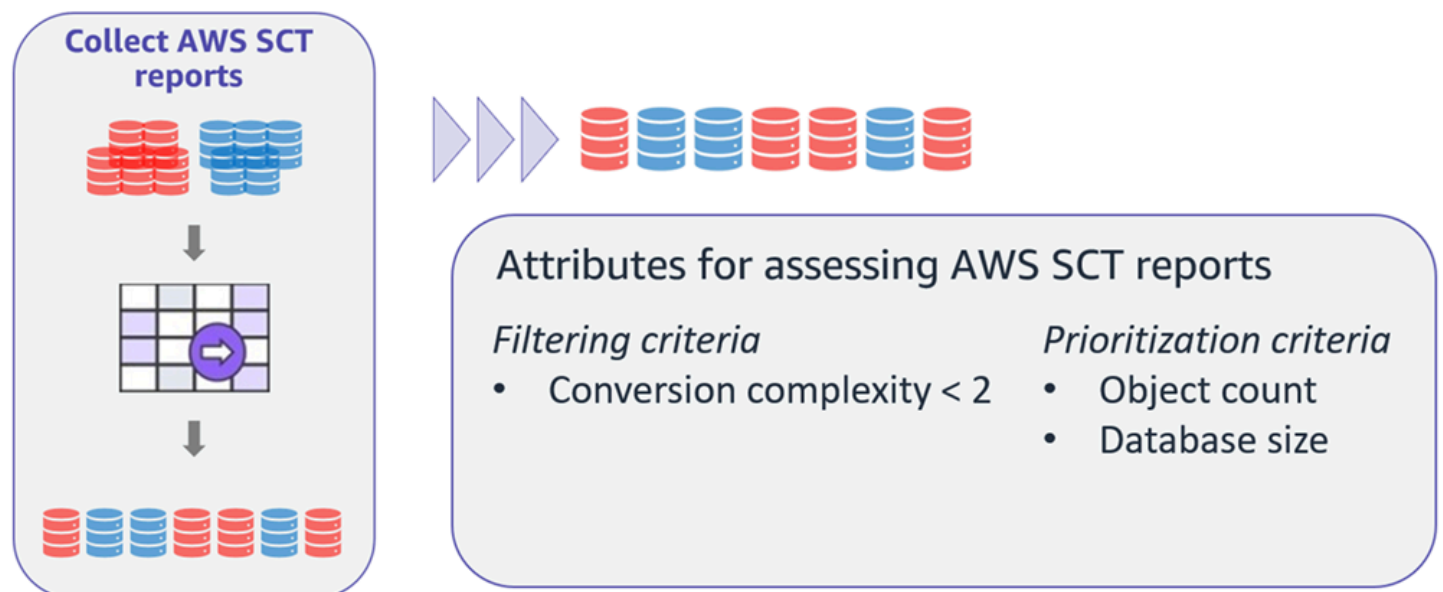 Collect AWS SCT
reports
Attributes for assessing AWS SCT reports
Filtering criteria
• Conversion complexity < 2
Prioritization criteria
• Object count
• Database size